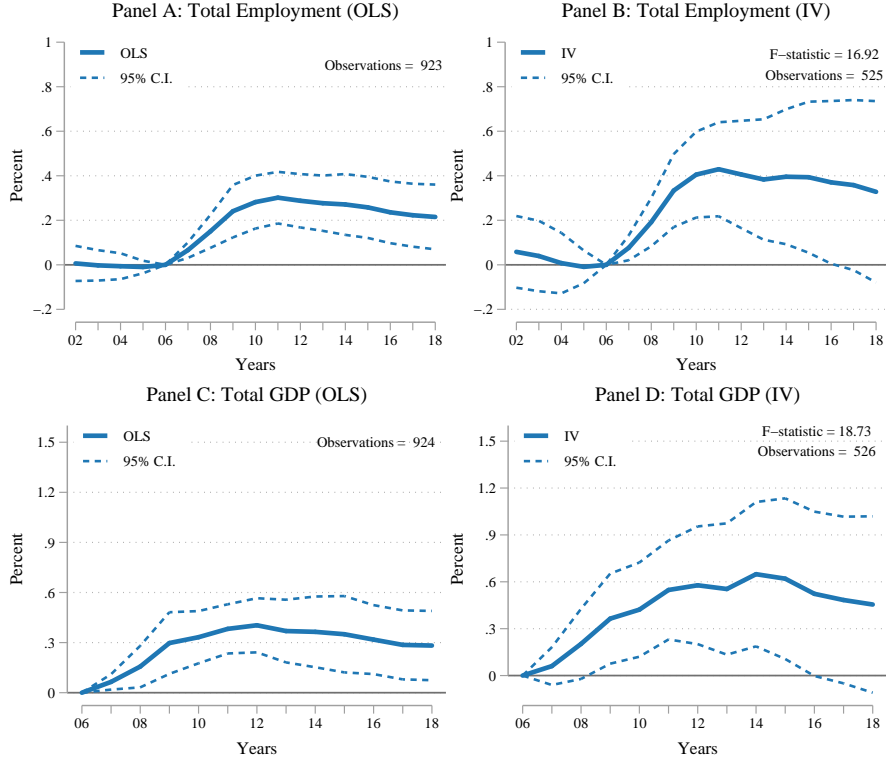 Panel A: Total Employment (OLS)
OLS
95% C.I.
Observations = 923
Percent
1
.8
.6
.4
.2
0
−.2
02 04 06 08 10 12 14 16 18
Years
Panel B: Total Employment (IV)
IV
95% C.I.
F−statistic = 16.92
Observations = 525
Percent
1
.8
.6
.4
.2
0
−.2
02 04 06 08 10 12 14 16 18
Years
Panel C: Total GDP (OLS)
OLS
95% C.I.
Observations = 924
Percent
1.5
1.2
.9
.6
.3
0
06 08 10 12 14 16 18
Years
Panel D: Total GDP (IV)
IV
95% C.I.
F−statistic = 18.73
Observations = 526
Percent
1.5
1.2
.9
.6
.3
0
06 08 10 12 14 16 18
Years